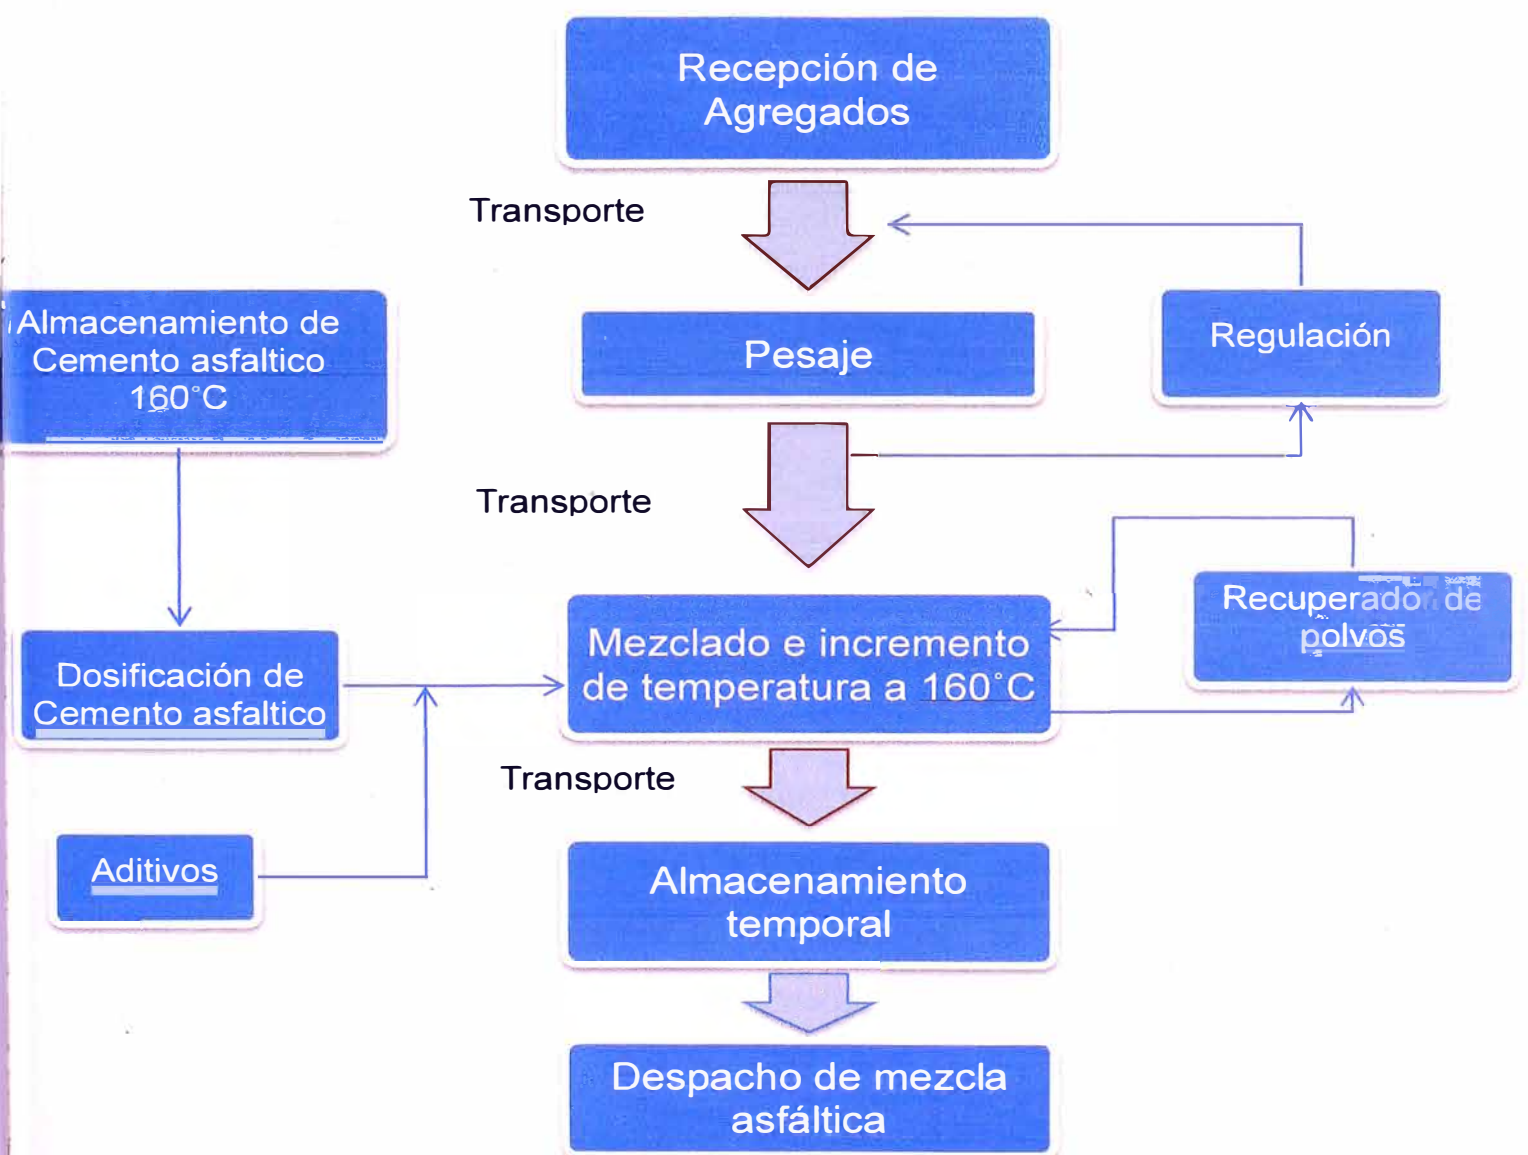 Recepción de
Agregados
Transporte
Pesaje
Regulación
Almacenamiento de
Cemento asfaltico
160°C
Transporte
Recuperador de
polvos
Mezclado e incremento
de temperatura a 160°C
Dosificación de
Cemento asfaltico
Transporte
Aditivos
Almacenamiento
temporal
Despacho de mezcla
asfáltica